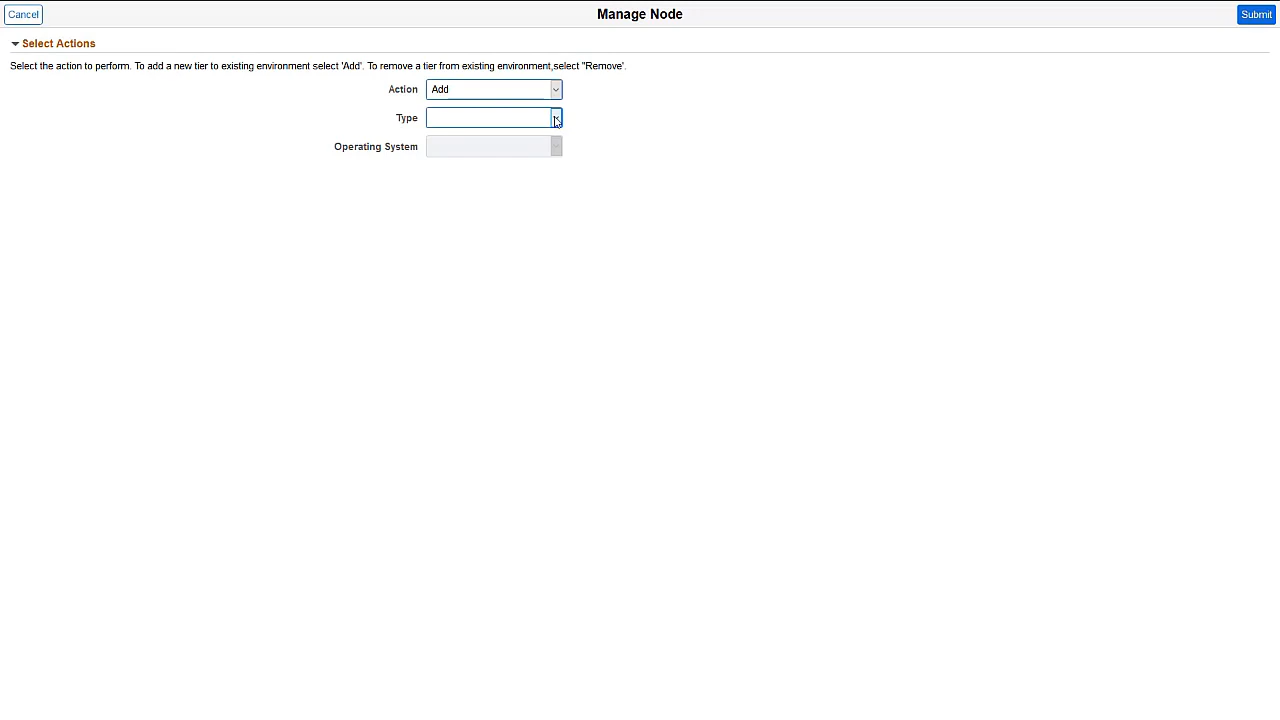 Cancel
Manage Node
Submit
Select Actions
Select the action to perform. To add a new tier to existing environment select 'Add'. To remove a tier from existing environment,select "Remove'.
Action
Add
Type
Operating System